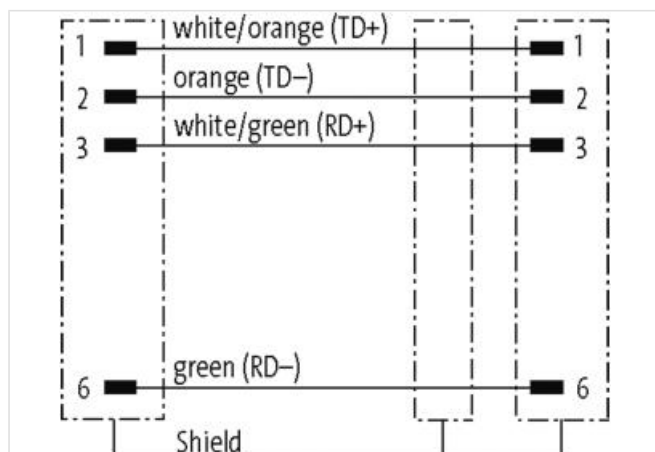 1 white/orange (TD+) 1
2 orange (TD–) 2
3 white/green (RD+) 3
6 green (RD–) 6
Shield